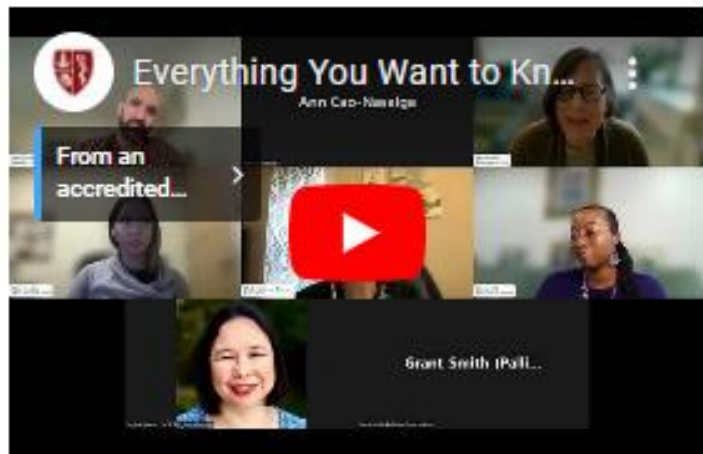 Everything You Want to Kn...
Ann Cao-Nasalga
From an
accredited...
Grant Smith (Palli...